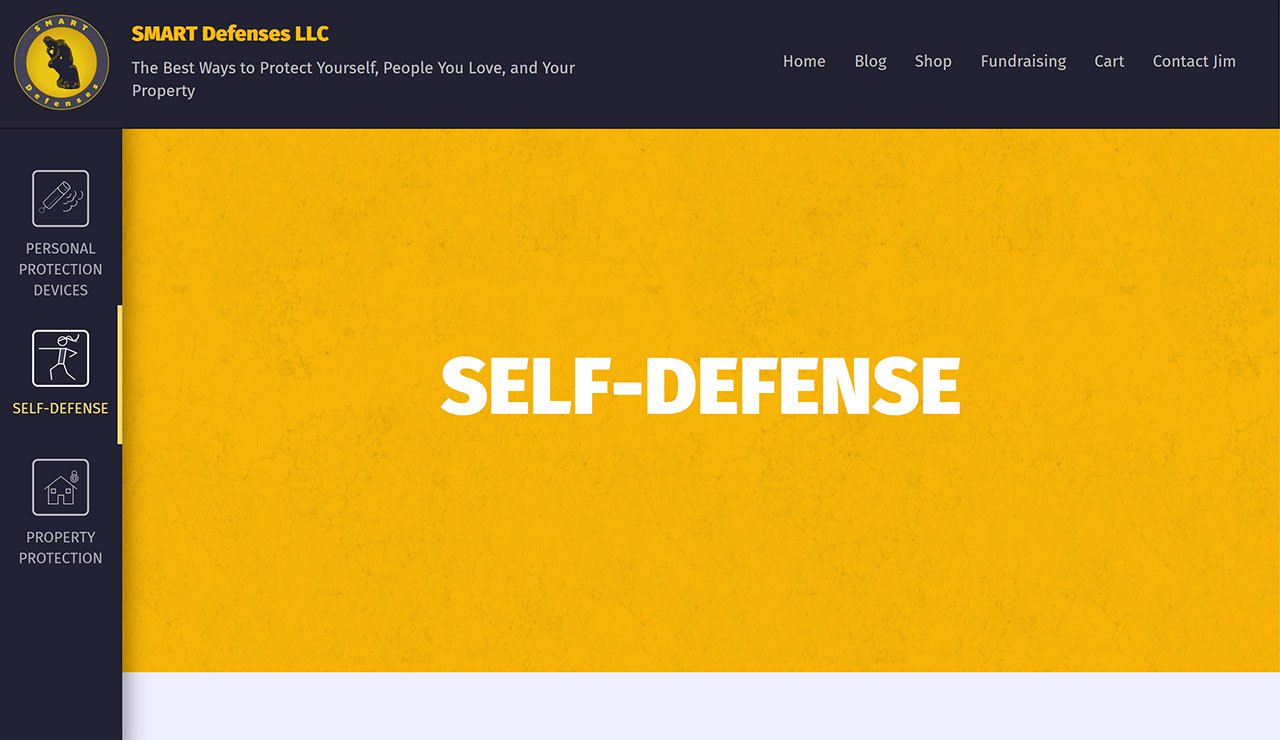 SMART
Defenses
SMART Defenses LLC
The Best Ways to Protect Yourself, People You Love, and Your
Property
Home Blog Shop Fundraising Cart Contact Jim
PERSONAL
PROTECTION
DEVICES
SELF-DEFENSE
PROPERTY
PROTECTION
SELF-DEFENSE